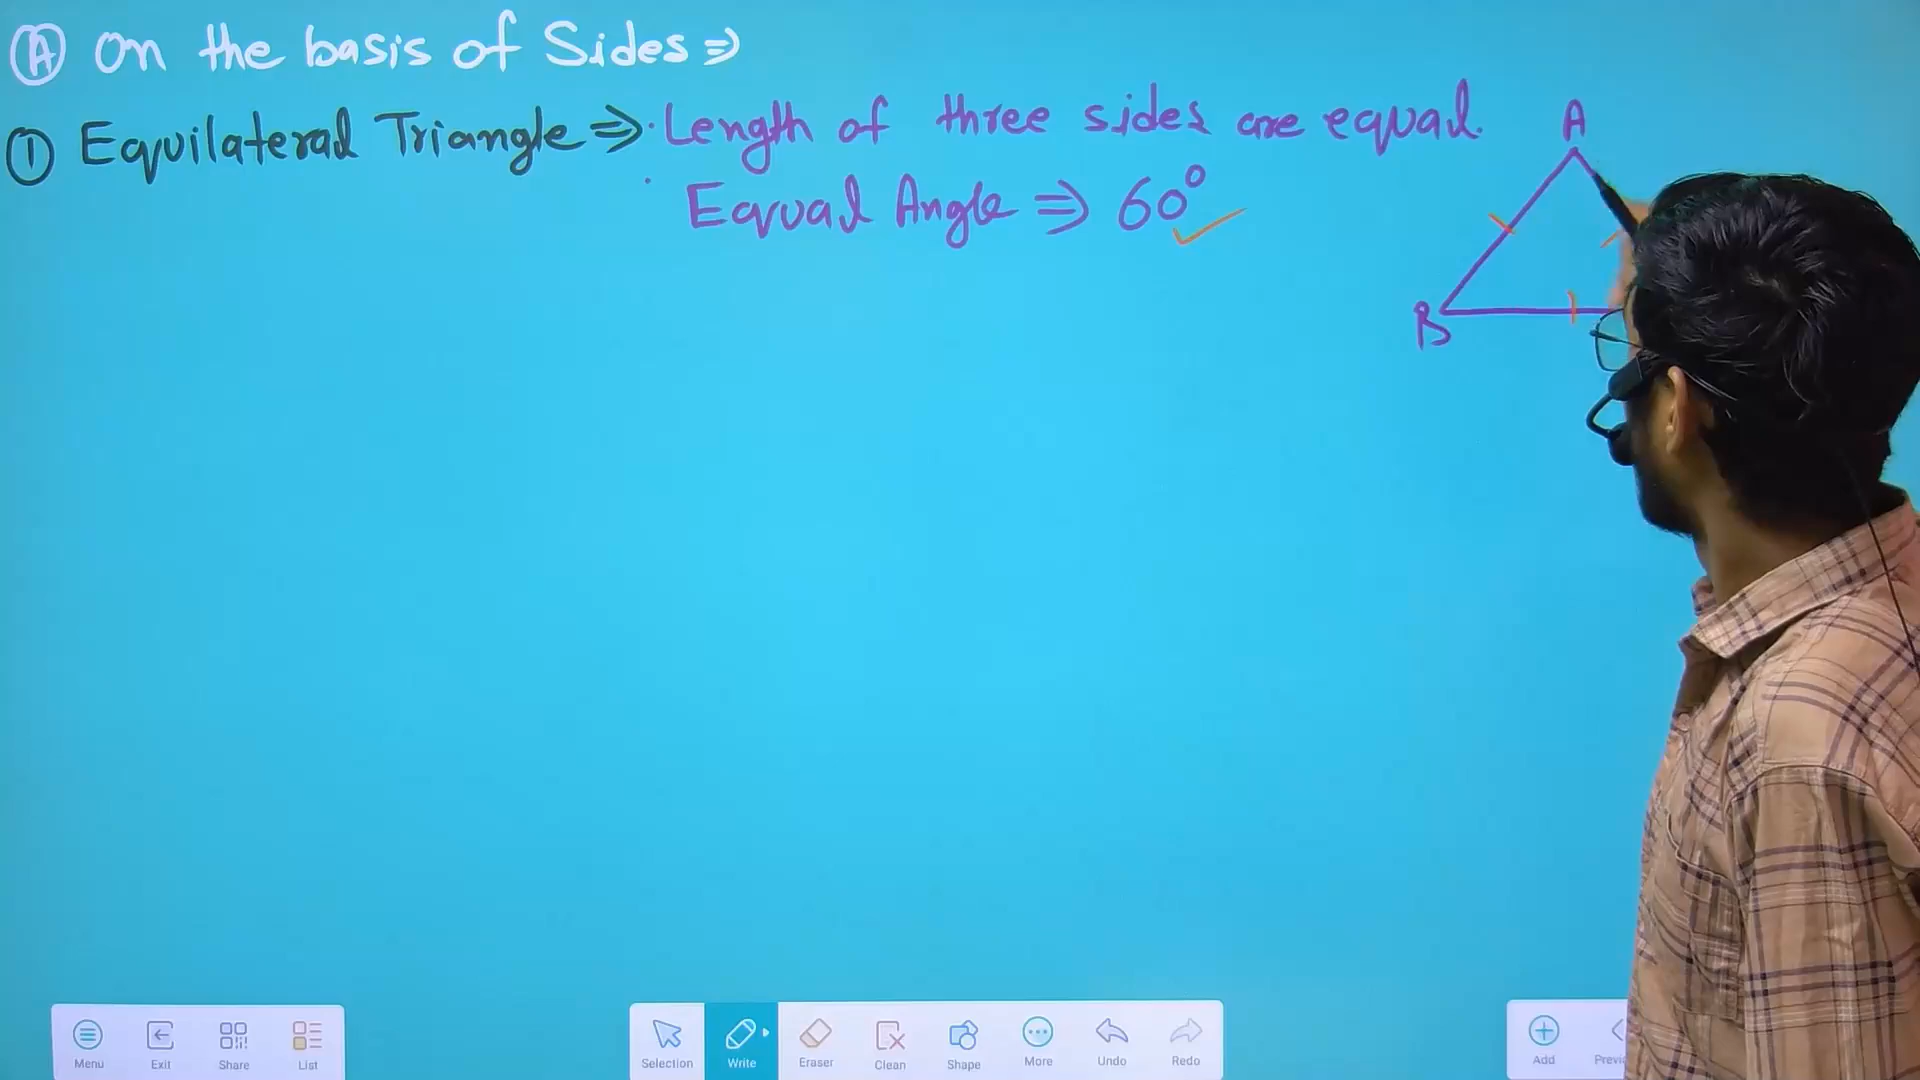 Ⓐ On the basis of Sides ⇒
① Equilateral Triangle ⇒ · Length of three sides are equal.
· Equal Angle ⇒ 60°
A
B
Menu Exit Share List
Selection Write Eraser Clean Shape More Undo Redo
Add